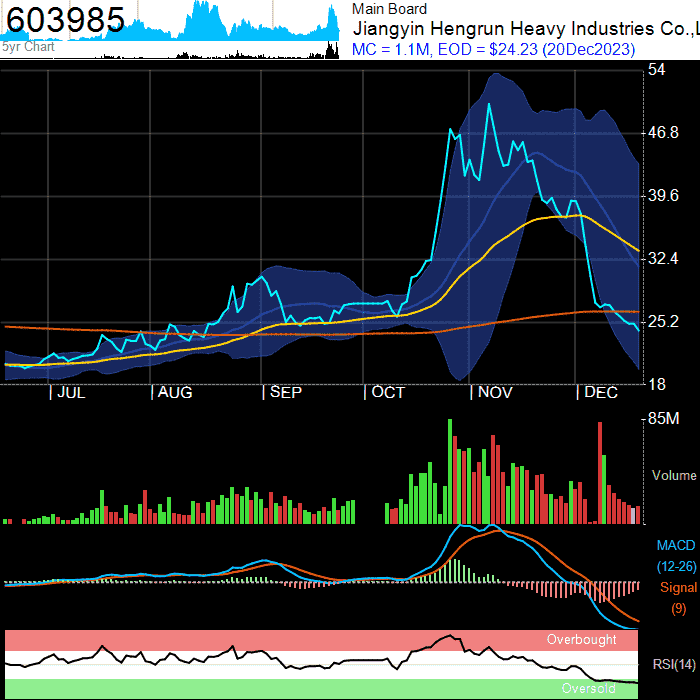 603985
5yr Chart
Main Board
Jiangyin Hengrun Heavy Industries Co.,L
MC = 1.1M, EOD = $24.23 (20Dec2023)
54
46.8
39.6
32.4
25.2
18
| JUL | AUG | SEP | OCT | NOV | DEC
85M
Volume
MACD
(12-26)
Signal
(9)
Overbought
RSI(14)
Oversold